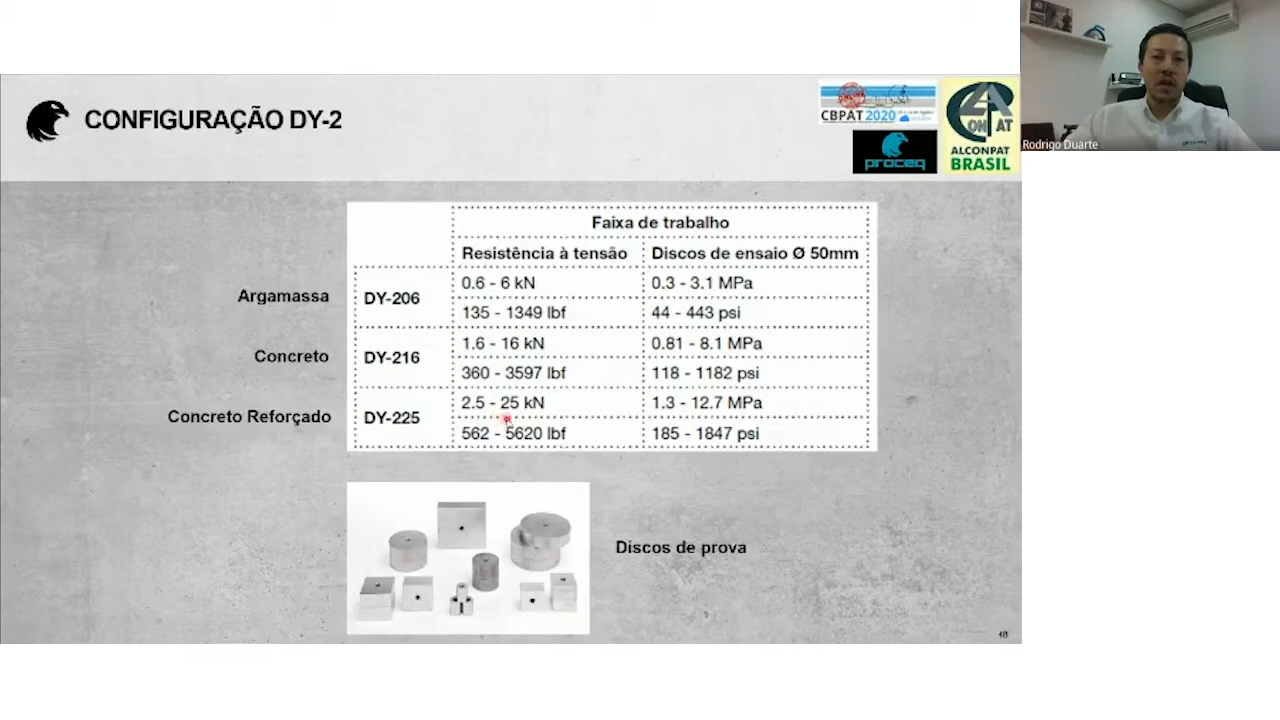 CONFIGURAÇÃO DY-2
CBPAT 2020
proceq
ALCONPAT
BRASIL
Rodrigo Duarte
Faixa de trabalho
Resistência à tensão Discos de ensaio Ø 50mm
Argamassa DY-206 0.6 - 6 kN 0.3 - 3.1 MPa
135 - 1349 lbf 44 - 443 psi
Concreto DY-216 1.6 - 16 kN 0.81 - 8.1 MPa
360 - 3597 lbf 118 - 1182 psi
Concreto Reforçado DY-225 2.5 - 25 kN 1.3 - 12.7 MPa
562 - 5620 lbf 185 - 1847 psi
Discos de prova